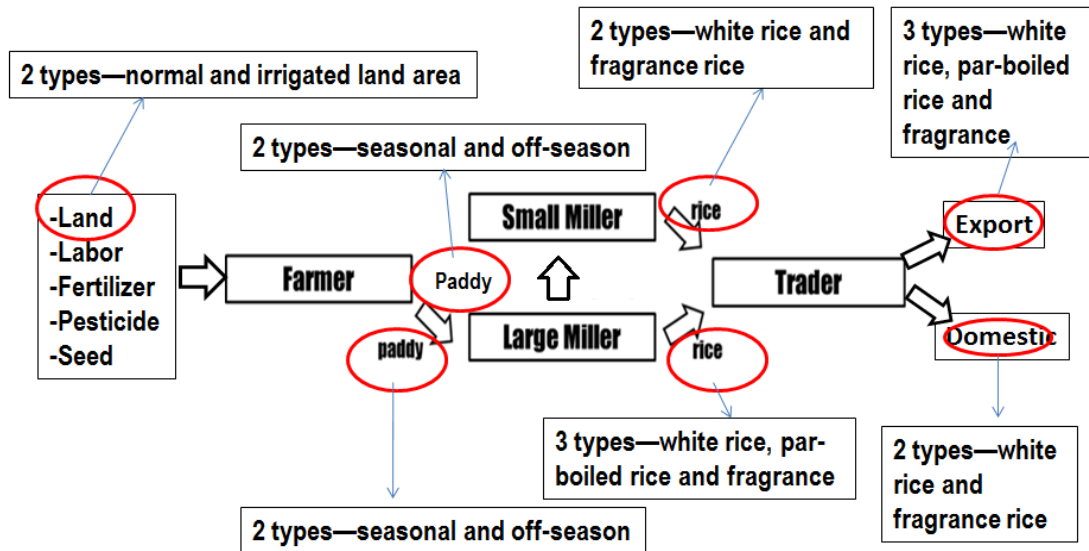 2 types—normal and irrigated land area
2 types—white rice and
fragrance rice
3 types—white
rice, par-boiled
rice and
fragrance
2 types—seasonal and off-season
-Land
-Labor
-Fertilizer
-Pesticide
-Seed
Farmer
Paddy
paddy
Small Miller
Large Miller
rice
rice
Trader
Export
Domestic
3 types—white rice, par-
boiled rice and fragrance
2 types—white
rice and
fragrance rice
2 types—seasonal and off-season